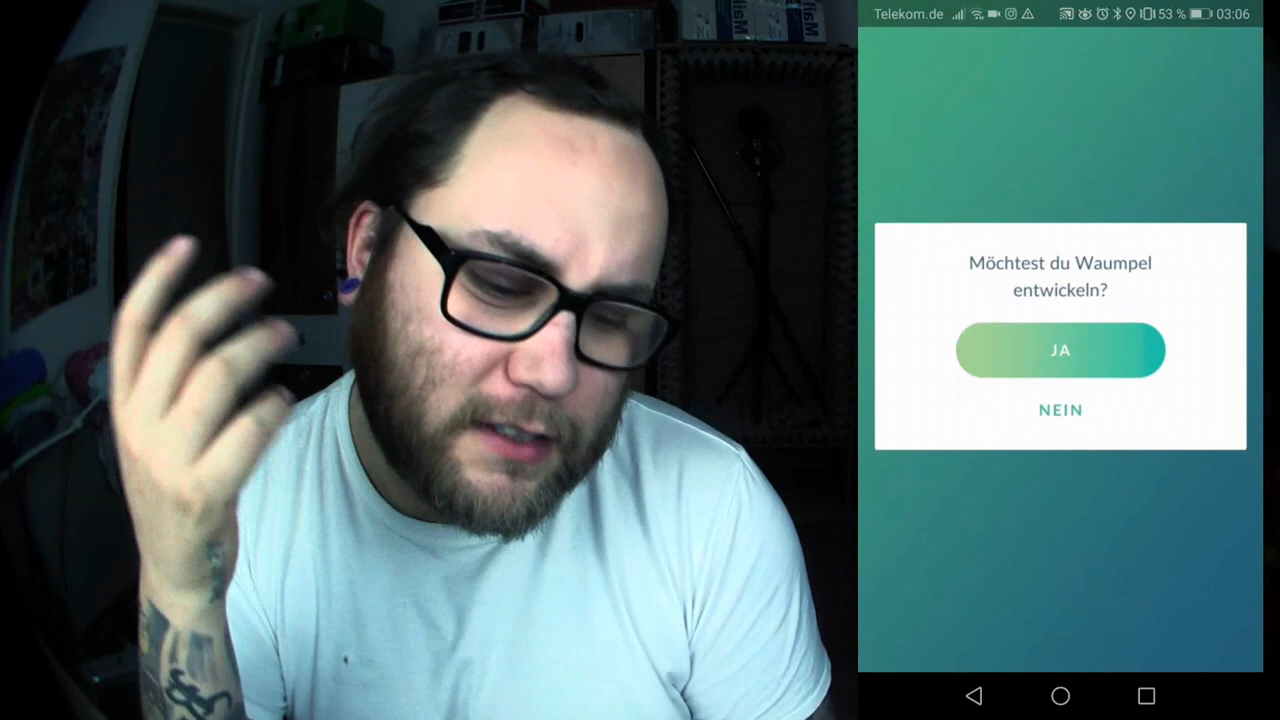 Telekom.de 53 % 03:06
Möchtest du Waumpel
entwickeln?
JA
NEIN